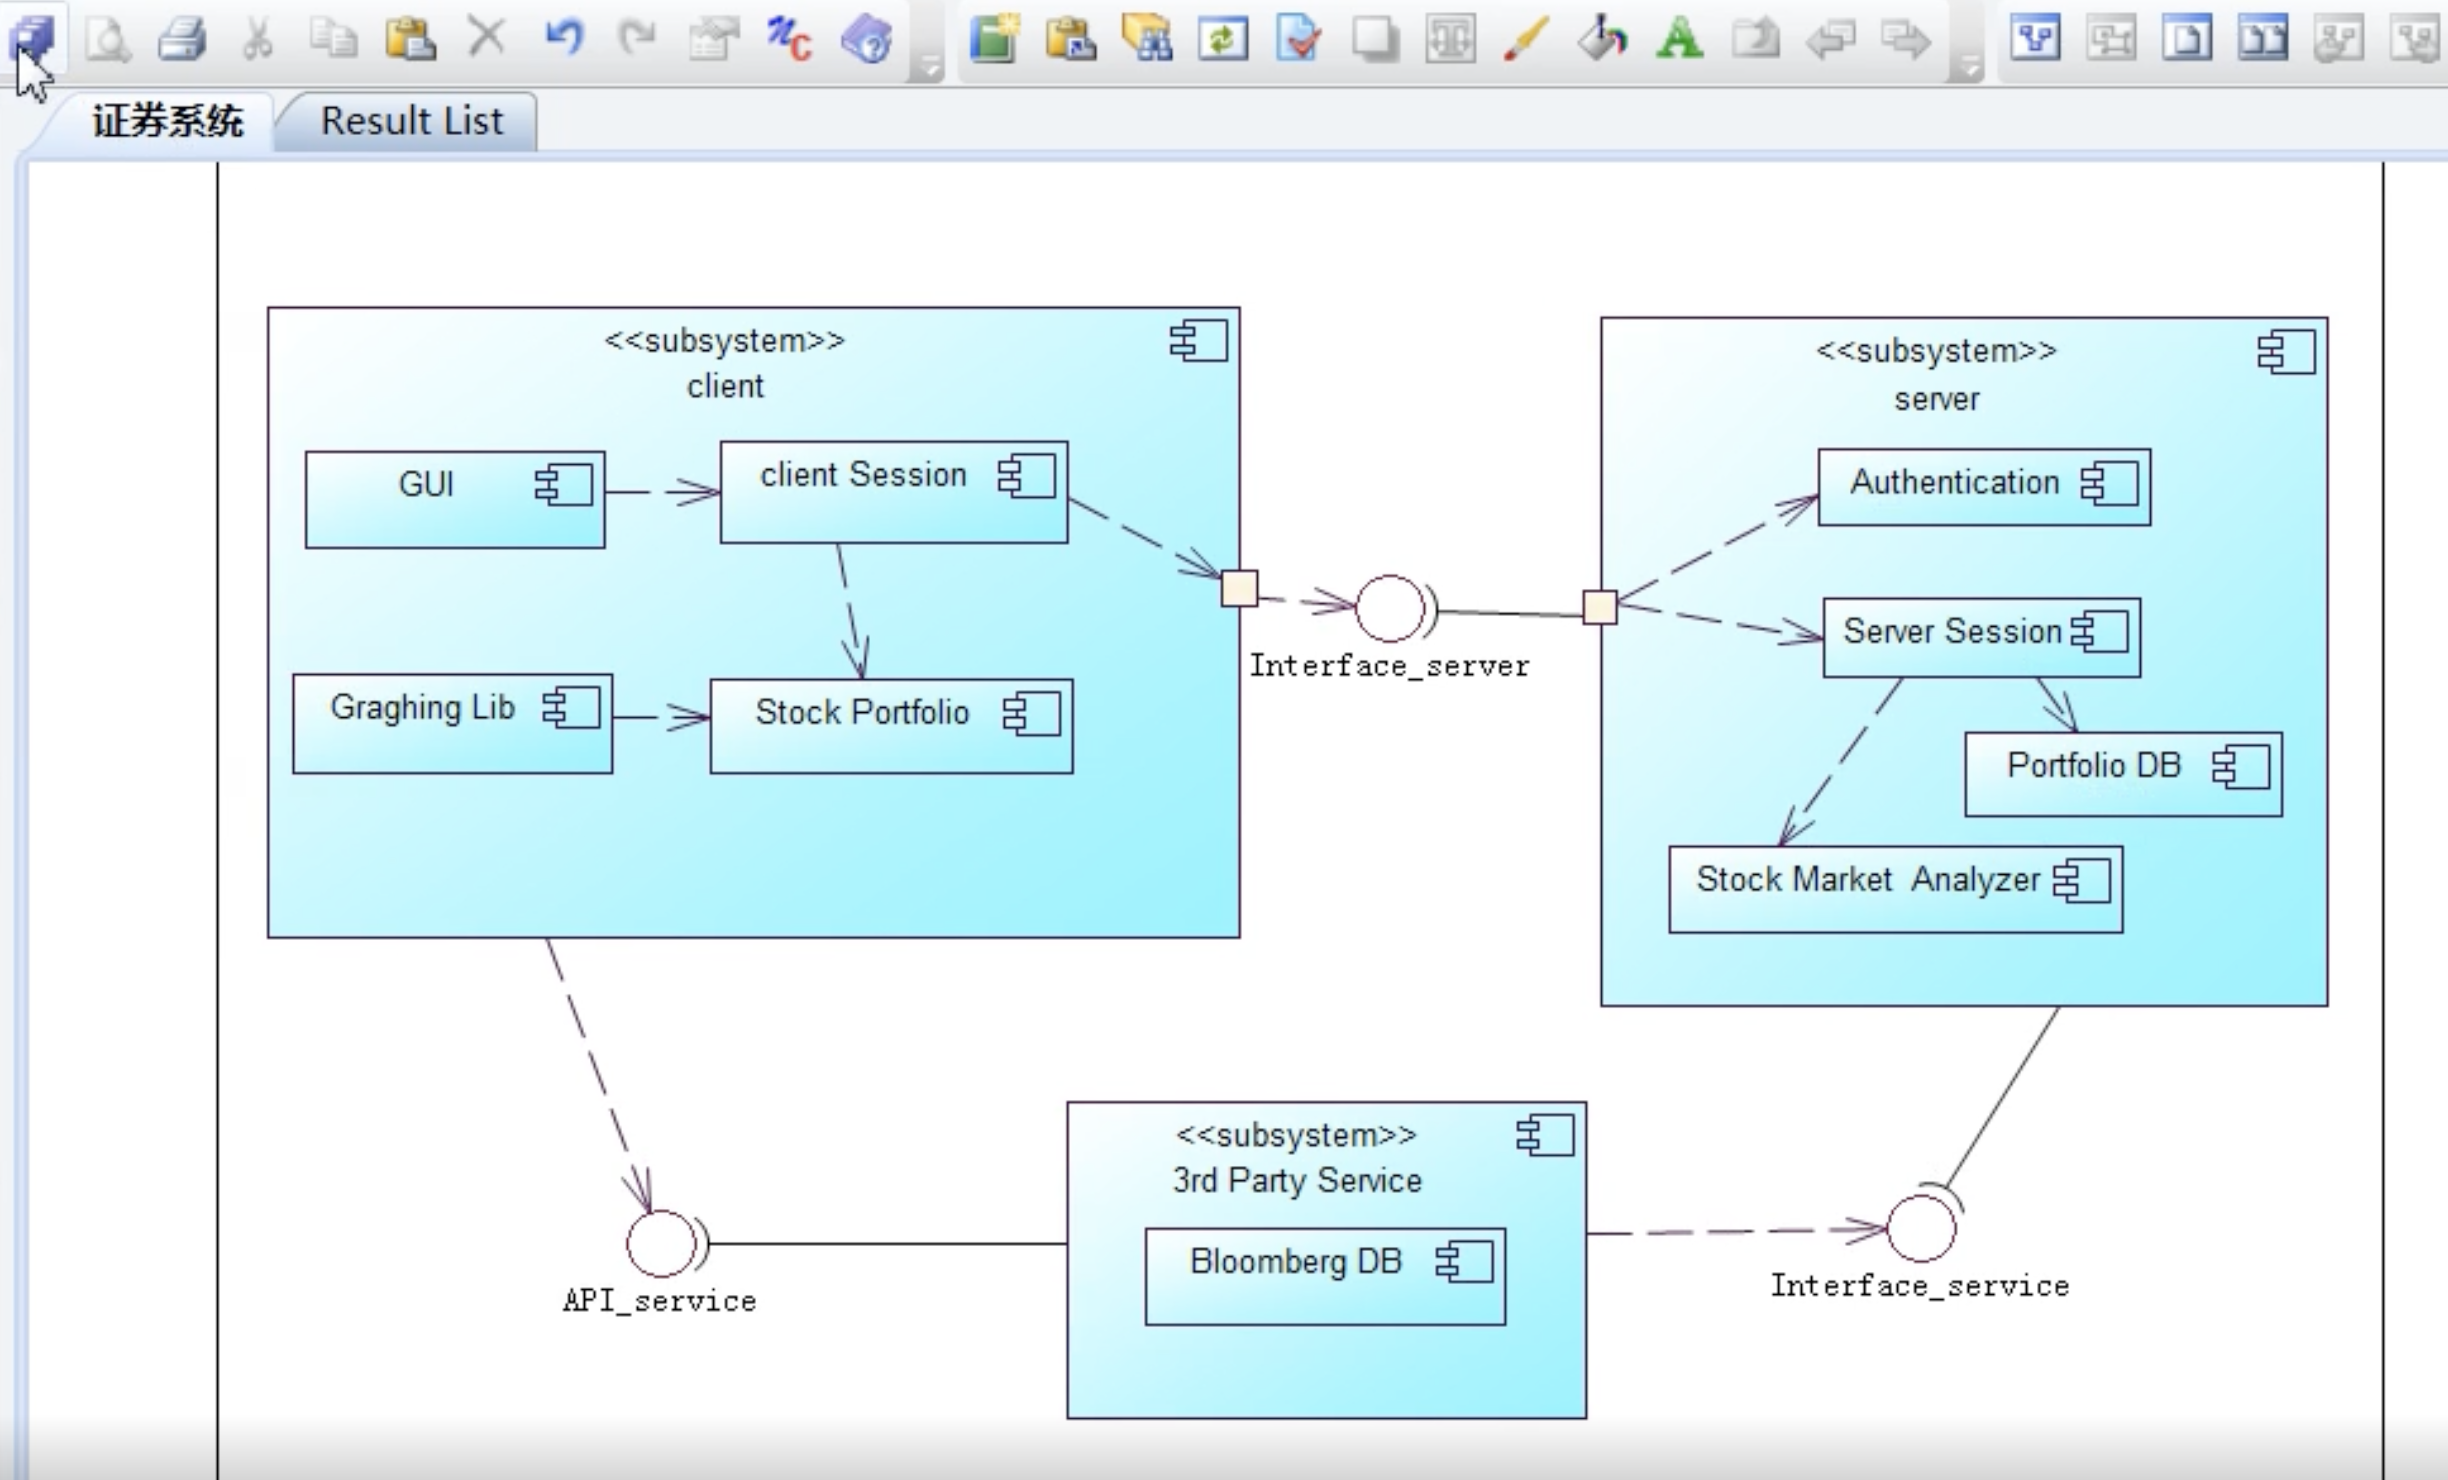 证券系统
Result List
<<subsystem>>
client
GUI
client Session
Graghing Lib
Stock Portfolio
Interface_server
<<subsystem>>
server
Authentication
Server Session
Portfolio DB
Stock Market Analyzer
<<subsystem>>
3rd Party Service
Bloomberg DB
API_service
Interface_service